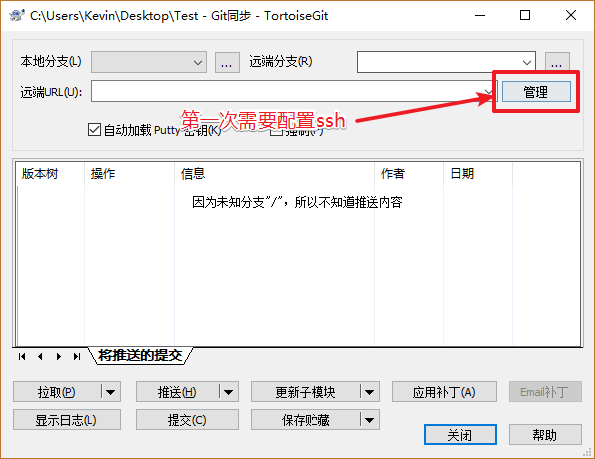 C:\Users\Kevin\Desktop\Test - Git同步 - TortoiseGit
本地分支(L) ... 远端分支(R) ...
远端URL(U): 管理
第一次需要配置ssh
自动加载 Putty 密钥(K) 强制(F)
版本树 操作 信息 作者 日期
因为未知分支"/"，所以不知道推送内容
将推送的提交
拉取(P) 推送(H) 更新子模块 应用补丁(A) Email补丁
显示日志(L) 提交(C) 保存贮藏
关闭 帮助